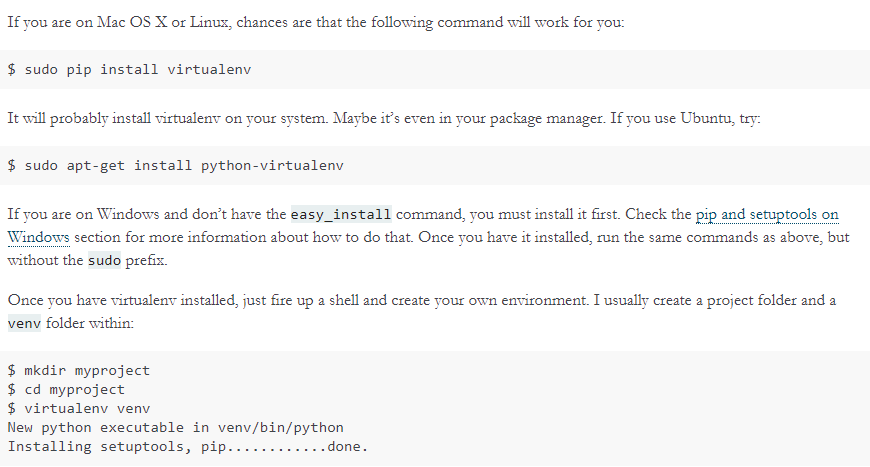 If you are on Mac OS X or Linux, chances are that the following command will work for you:
$ sudo pip install virtualenv
It will probably install virtualenv on your system. Maybe it's even in your package manager. If you use Ubuntu, try:
$ sudo apt-get install python-virtualenv
If you are on Windows and don't have the easy_install command, you must install it first. Check the pip and setuptools on
Windows section for more information about how to do that. Once you have it installed, run the same commands as above, but
without the sudo prefix.
Once you have virtualenv installed, just fire up a shell and create your own environment. I usually create a project folder and a
venv folder within:
$ mkdir myproject
$ cd myproject
$ virtualenv venv
New python executable in venv/bin/python
Installing setuptools, pip............done.